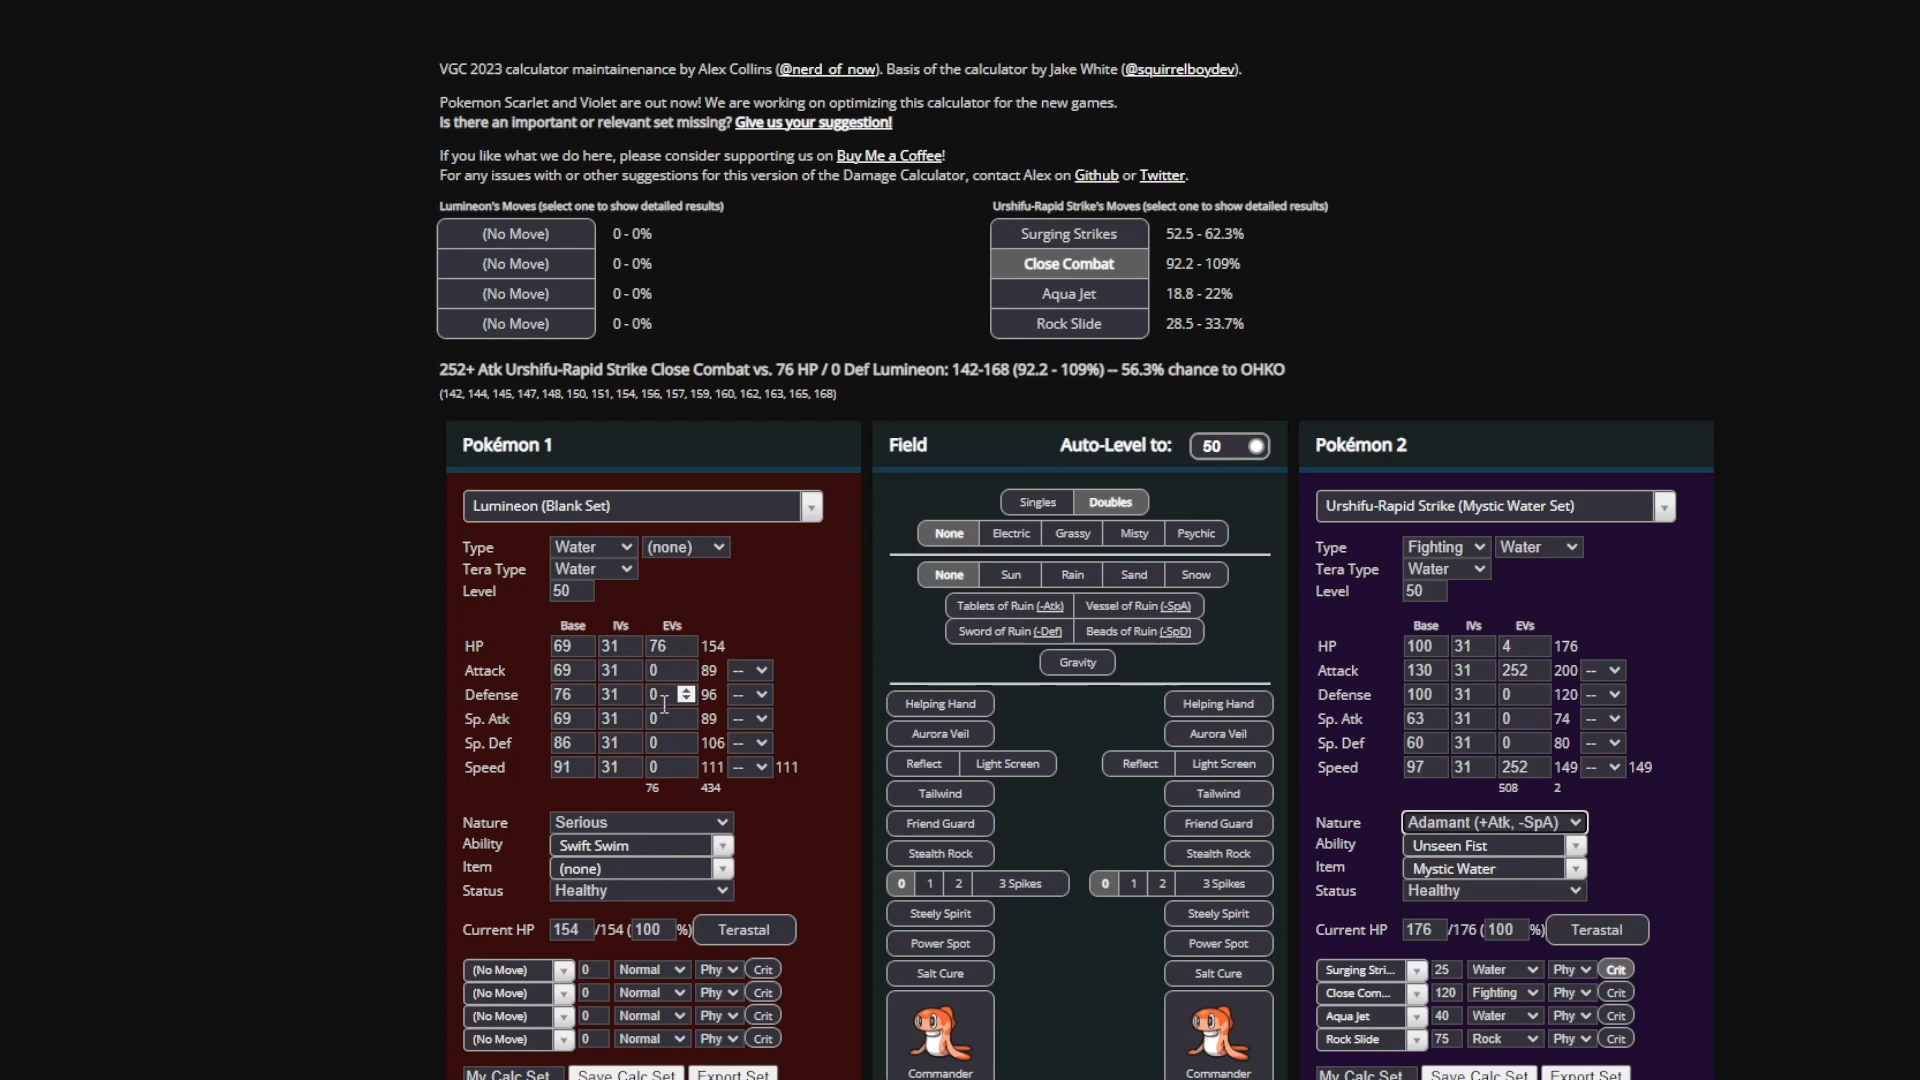 VGC 2023 calculator maintainenance by Alex Collins (@nerd_of_now). Basis of the calculator by Jake White (@squirrelboydev).
Pokemon Scarlet and Violet are out now! We are working on optimizing this calculator for the new games.
Is there an important or relevant set missing? Give us your suggestion!
If you like what we do here, please consider supporting us on Buy Me a Coffee!
For any issues with or other suggestions for this version of the Damage Calculator, contact Alex on Github or Twitter.
Lumineon's Moves (select one to show detailed results)
(No Move) 0 - 0%
(No Move) 0 - 0%
(No Move) 0 - 0%
(No Move) 0 - 0%
Urshifu-Rapid Strike's Moves (select one to show detailed results)
Surging Strikes 52.5 - 62.3%
Close Combat 92.2 - 109%
Aqua Jet 18.8 - 22%
Rock Slide 28.5 - 33.7%
252+ Atk Urshifu-Rapid Strike Close Combat vs. 76 HP / 0 Def Lumineon: 142-168 (92.2 - 109%) -- 56.3% chance to OHKO
(142, 144, 145, 147, 148, 150, 151, 154, 156, 157, 159, 160, 162, 163, 165, 168)
Pokémon 1
Lumineon (Blank Set)
Type Water (none)
Tera Type Water
Level 50
Base IVs EVs
HP 69 31 76 154
Attack 69 31 0 89 --
Defense 76 31 0 96 --
Sp. Atk 69 31 0 89 --
Sp. Def 86 31 0 106 --
Speed 91 31 0 111 -- 111
76 434
Nature Serious
Ability Swift Swim
Item (none)
Status Healthy
Current HP 154 /154 (100 %) Terastal
(No Move) 0 Normal Phy Crit
(No Move) 0 Normal Phy Crit
(No Move) 0 Normal Phy Crit
(No Move) 0 Normal Phy Crit
My Calc Set Save Calc Set Export Set
Field Auto-Level to: 50
Singles Doubles
None Electric Grassy Misty Psychic
None Sun Rain Sand Snow
Tablets of Ruin (-Atk) Vessel of Ruin (-SpA)
Sword of Ruin (-Def) Beads of Ruin (-SpD)
Gravity
Helping Hand Helping Hand
Aurora Veil Aurora Veil
Reflect Light Screen Reflect Light Screen
Tailwind Tailwind
Friend Guard Friend Guard
Stealth Rock Stealth Rock
0 1 2 3 Spikes 0 1 2 3 Spikes
Steely Spirit Steely Spirit
Power Spot Power Spot
Salt Cure Salt Cure
Commander Commander
Pokémon 2
Urshifu-Rapid Strike (Mystic Water Set)
Type Fighting Water
Tera Type Water
Level 50
Base IVs EVs
HP 100 31 4 176
Attack 130 31 252 200 --
Defense 100 31 0 120 --
Sp. Atk 63 31 0 74 --
Sp. Def 60 31 0 80 --
Speed 97 31 252 149 -- 149
508 2
Nature Adamant (+Atk, -SpA)
Ability Unseen Fist
Item Mystic Water
Status Healthy
Current HP 176 /176 (100 %) Terastal
Surging Stri... 25 Water Phy Crit
Close Com... 120 Fighting Phy Crit
Aqua Jet 40 Water Phy Crit
Rock Slide 75 Rock Phy Crit
My Calc Set Save Calc Set Export Set